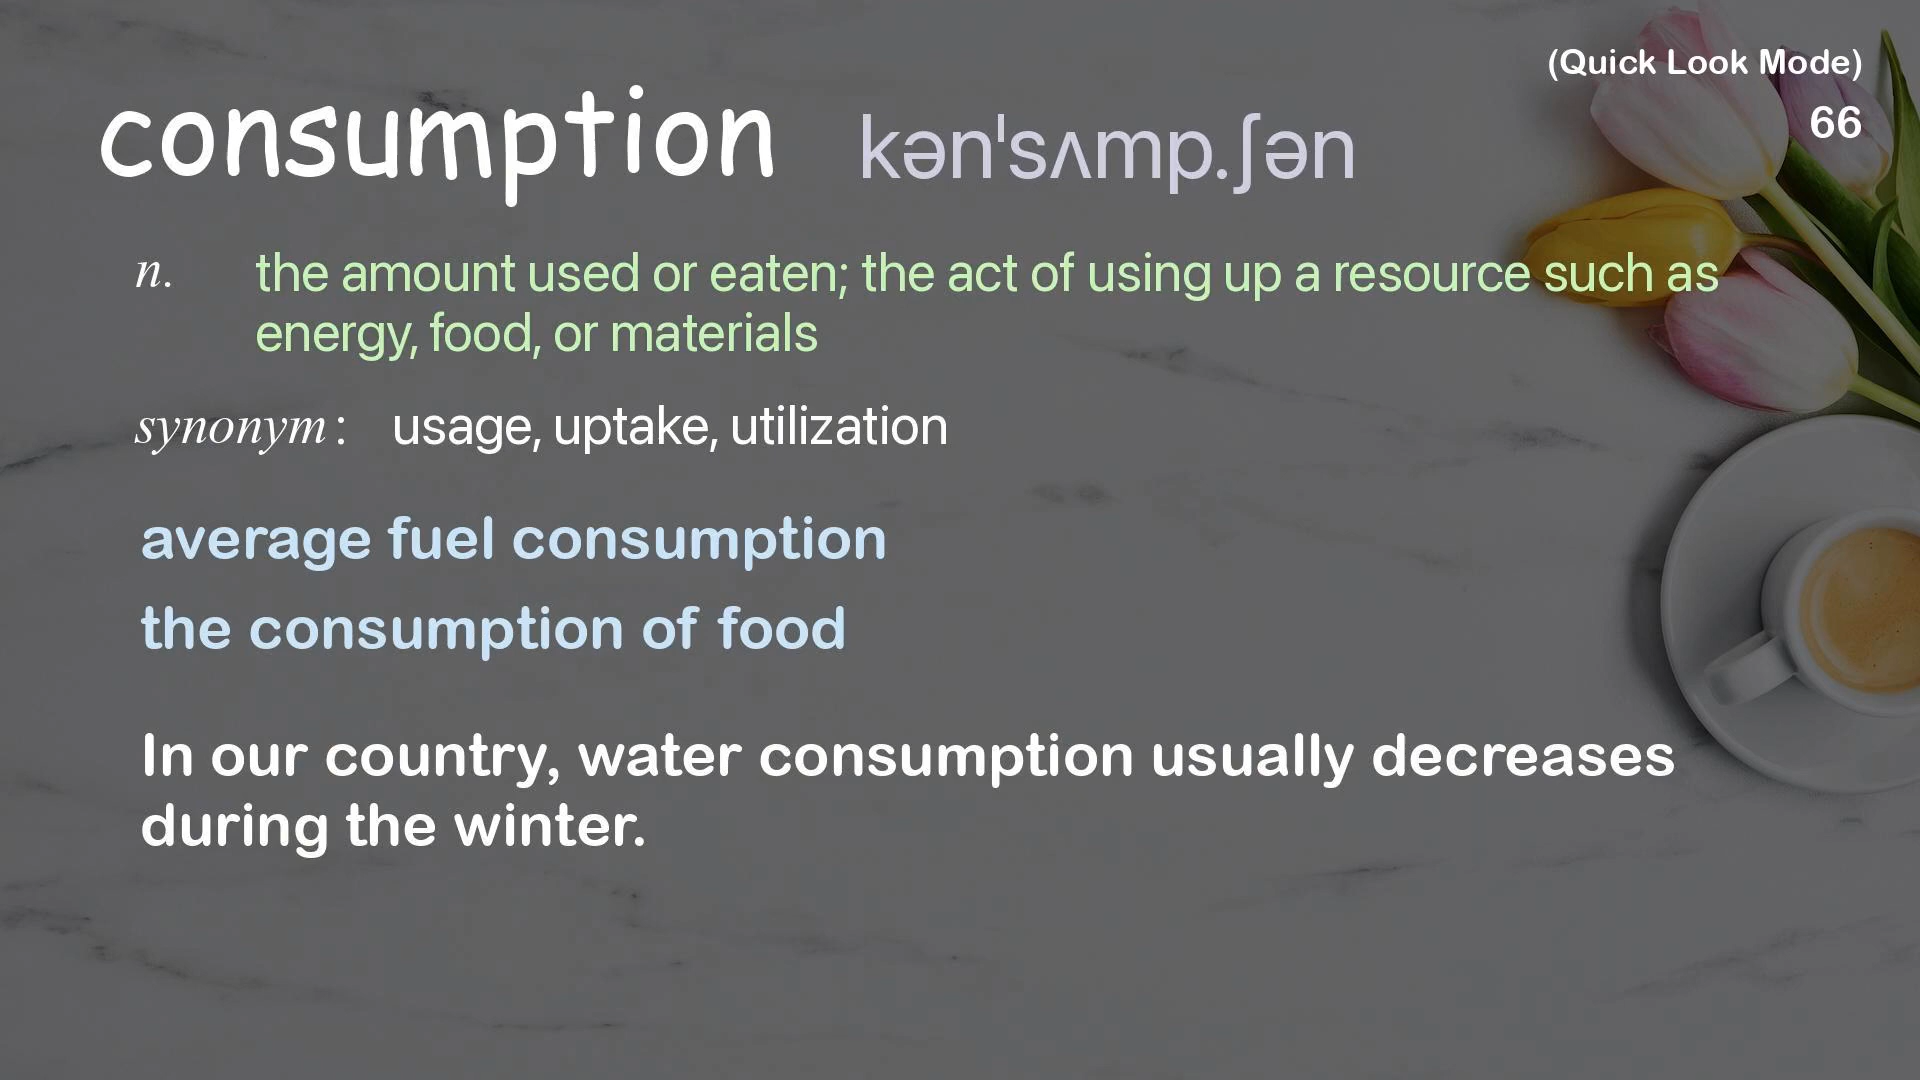 (Quick Look Mode)
66
consumption kən'sʌmp.ʃən
n. the amount used or eaten; the act of using up a resource such as
energy, food, or materials
synonym : usage, uptake, utilization
average fuel consumption
the consumption of food
In our country, water consumption usually decreases
during the winter.